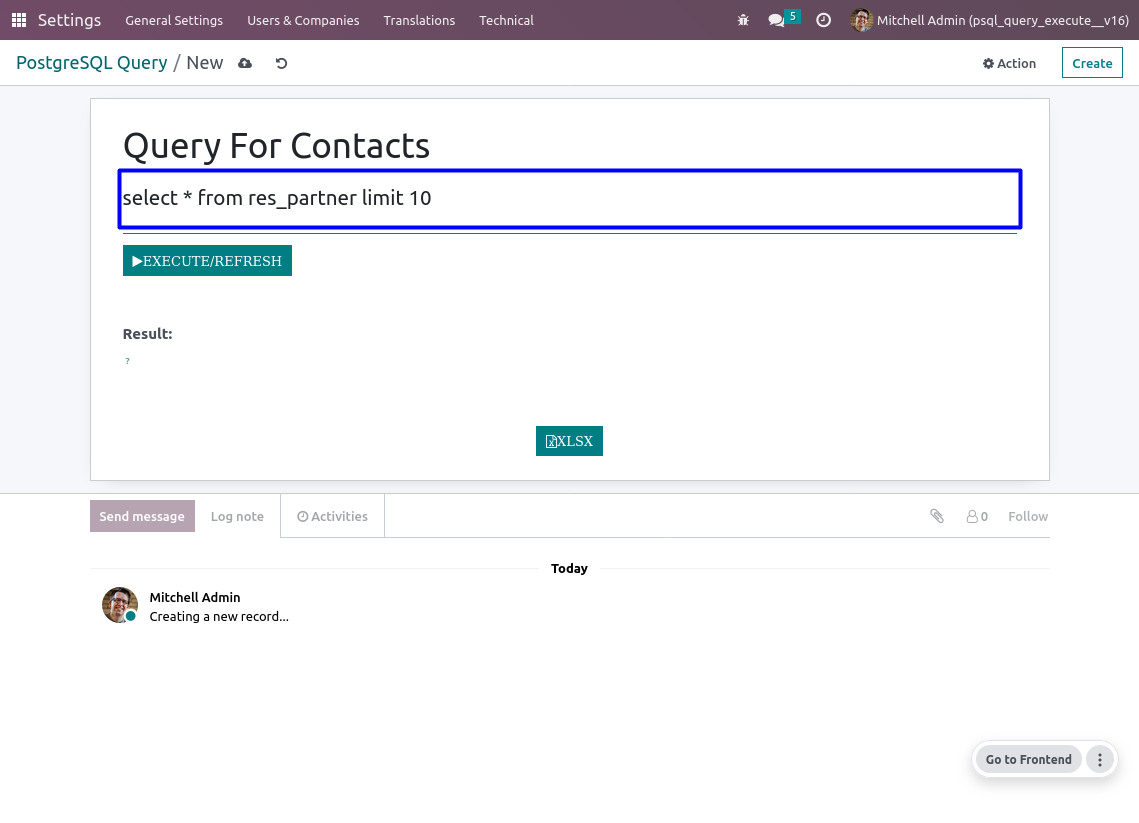 Settings General Settings Users & Companies Translations Technical 5 Mitchell Admin (psql_query_execute__v16)
PostgreSQL Query / New Action Create
Query For Contacts
select * from res_partner limit 10
EXECUTE/REFRESH
Result:
?
XLSX
Send message Log note Activities 0 Follow
Today
Mitchell Admin
Creating a new record...
Go to Frontend